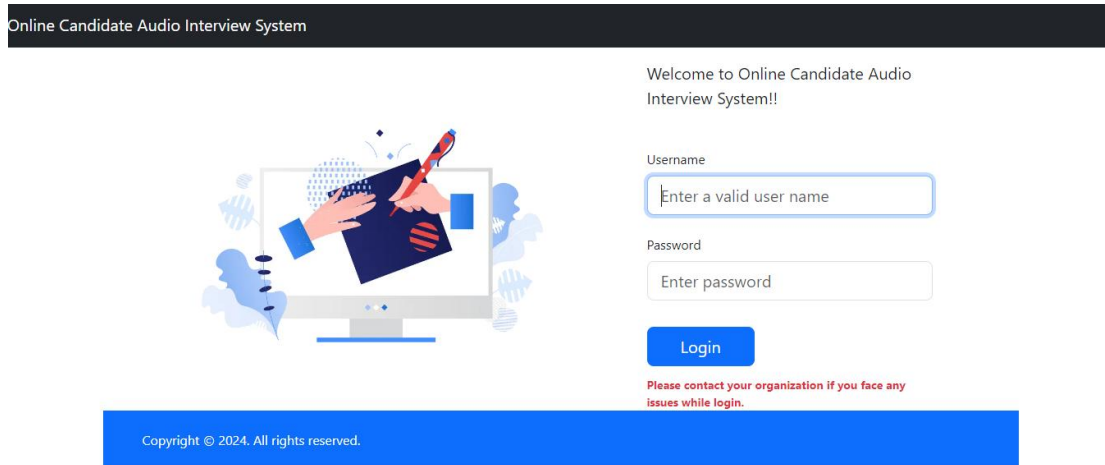 Online Candidate Audio Interview System
Welcome to Online Candidate Audio
Interview System!!
Username
Enter a valid user name
Password
Enter password
Login
Please contact your organization if you face any
issues while login.
Copyright © 2024. All rights reserved.